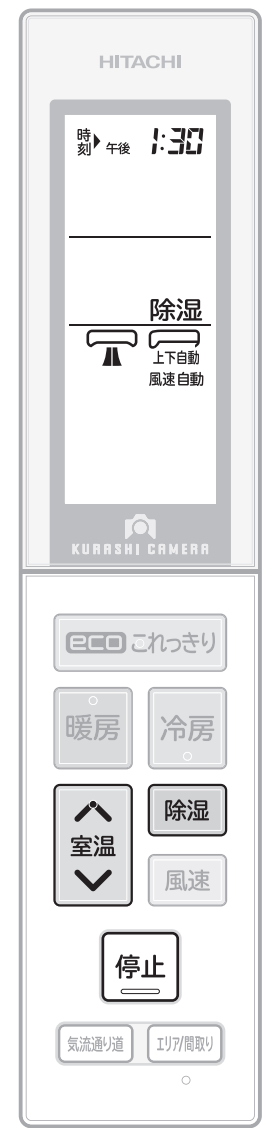 HITACHI
時刻 午後 1:30
除湿
上下自動
風速自動
KURASHI CAMERA
eco これっきり
暖房 冷房
室温 除湿
風速
停止
気流通り道 エリア/間取り